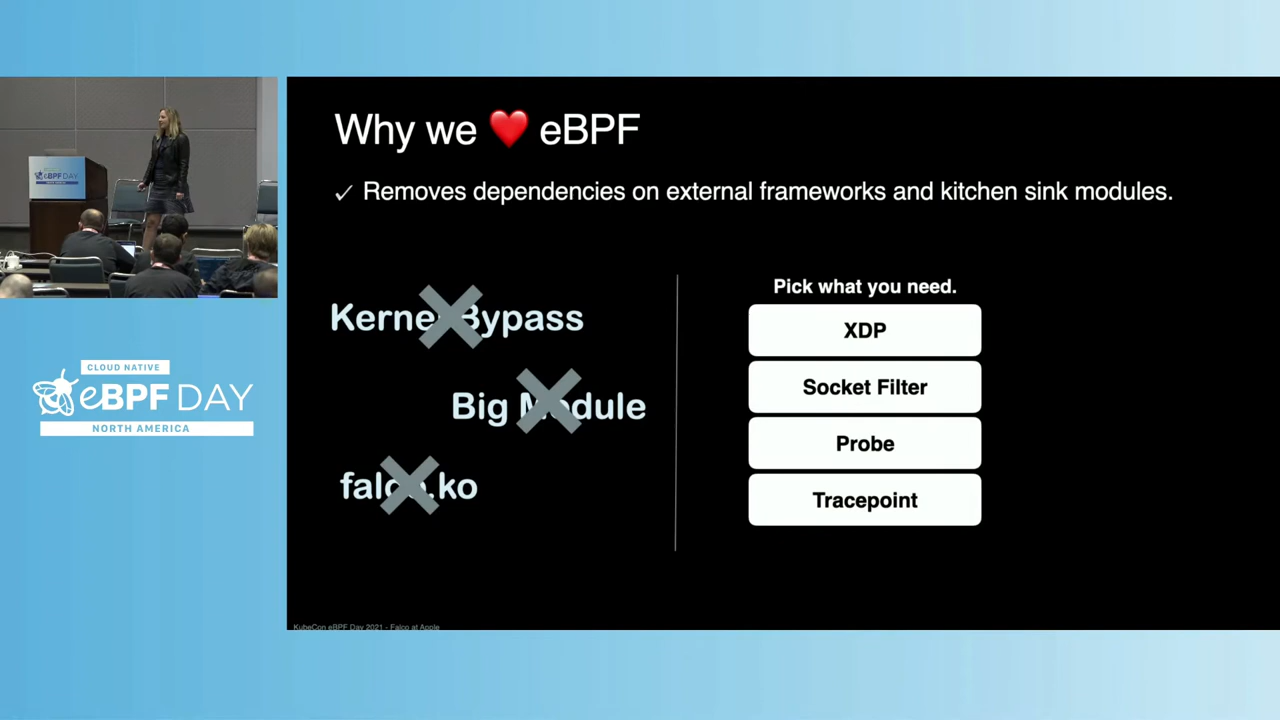 Why we ❤️ eBPF
✓ Removes dependencies on external frameworks and kitchen sink modules.
Kernel Bypass
Big Module
falco.ko
Pick what you need.
XDP
Socket Filter
Probe
Tracepoint
KubeCon eBPF Day 2021 - Falco at Apple
eBPF DAY
CLOUD NATIVE
eBPF DAY
NORTH AMERICA